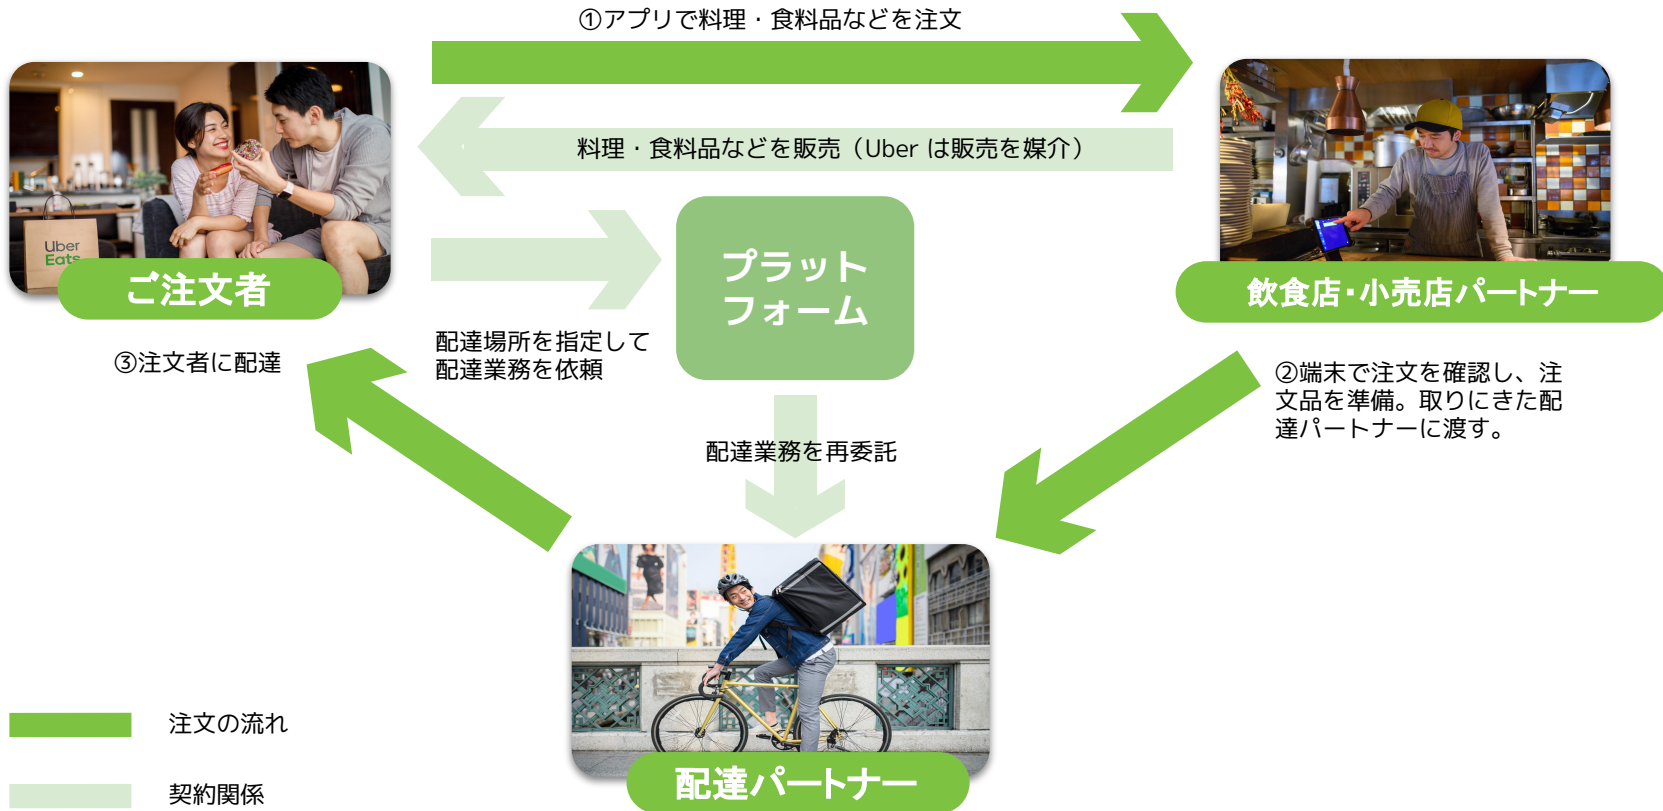 ①アプリで料理・食料品などを注文
料理・食料品などを販売（Uber は販売を媒介）
Uber
Eats
ご注文者
プラット
フォーム
飲食店・小売店パートナー
配達場所を指定して
配達業務を依頼
③注文者に配達
②端末で注文を確認し、注
文品を準備。取りにきた配
達パートナーに渡す。
配達業務を再委託
配達パートナー
注文の流れ
契約関係